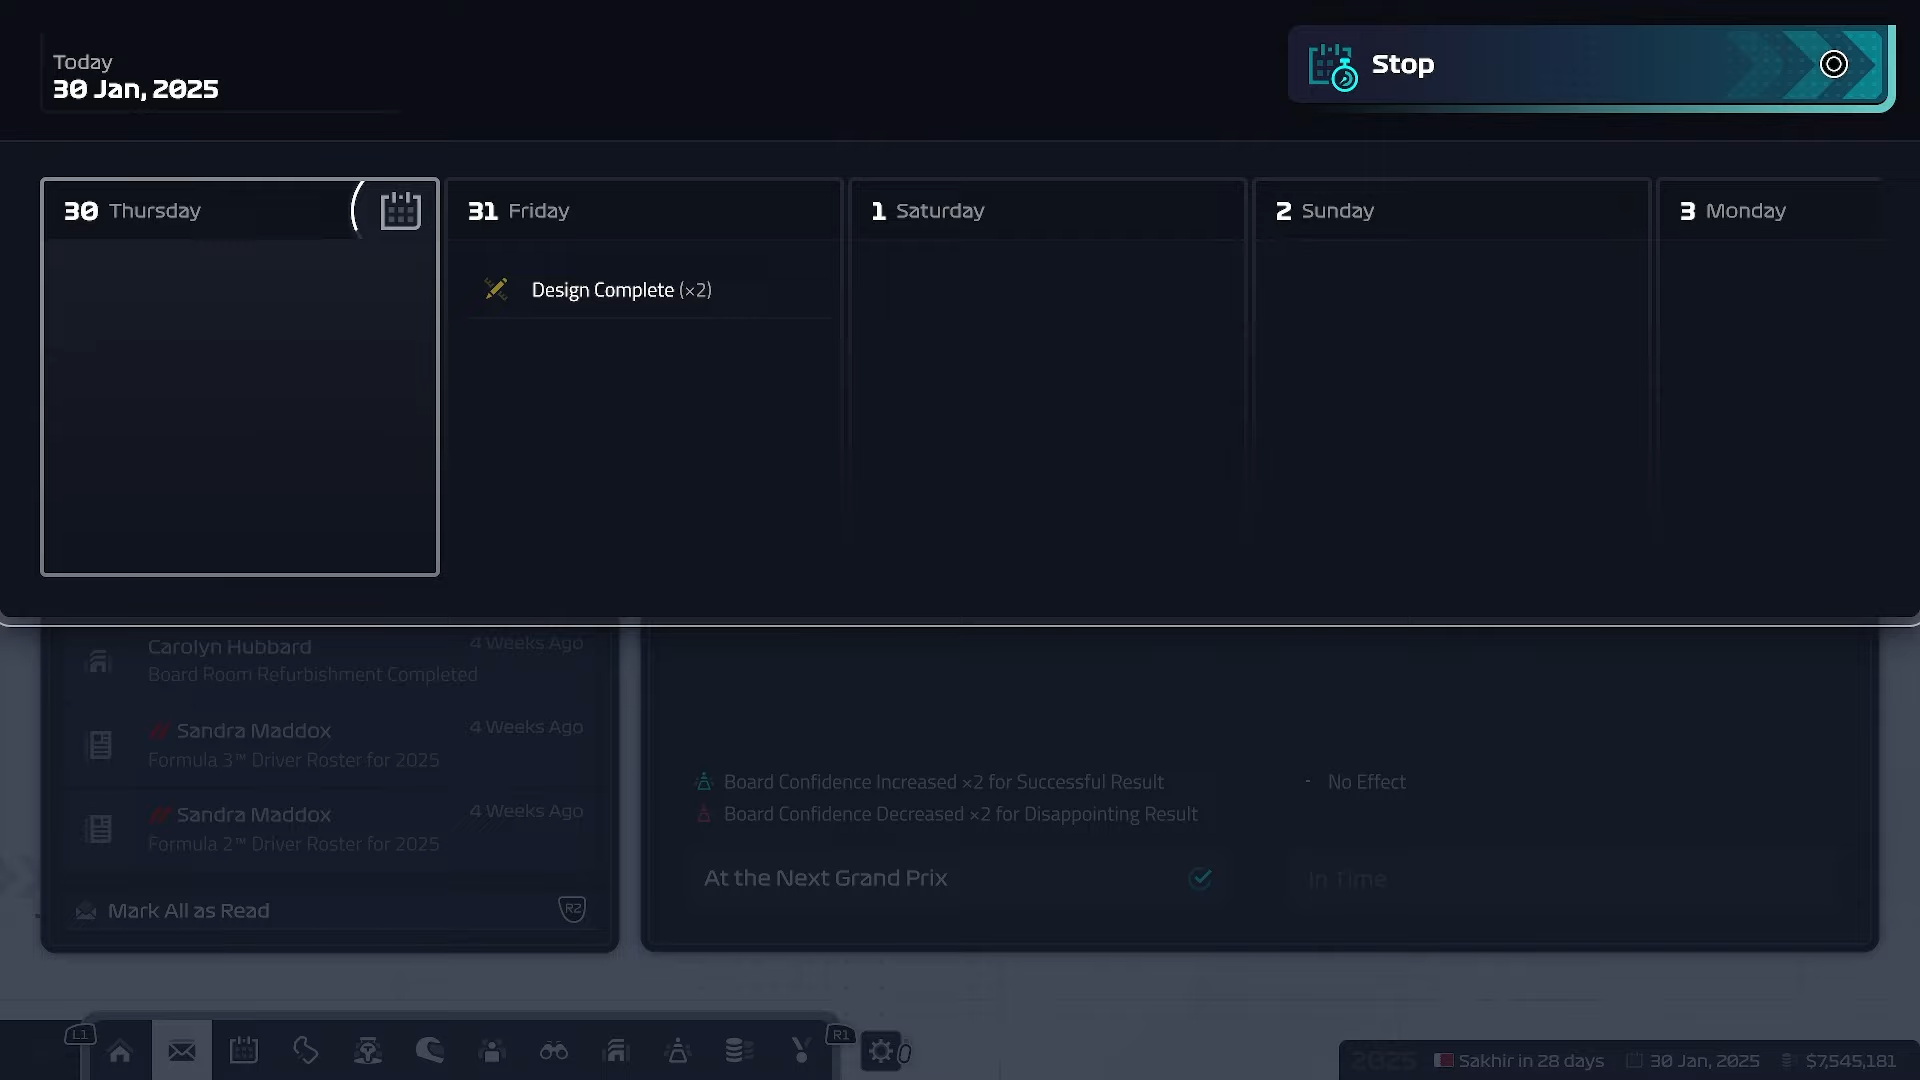 Today
30 Jan, 2025
Stop
30 Thursday
31 Friday
1 Saturday
2 Sunday
3 Monday
Design Complete (×2)
Carolyn Hubbard
4 Weeks Ago
Board Room Refurbishment Completed
Sandra Maddox
4 Weeks Ago
Formula 3™ Driver Roster for 2025
Sandra Maddox
4 Weeks Ago
Formula 2™ Driver Roster for 2025
Mark All as Read
R2
Board Confidence Increased ×2 for Successful Result
Board Confidence Decreased ×2 for Disappointing Result
- No Effect
At the Next Grand Prix
In Time
L1
R1
2025
Sakhir in 28 days
30 Jan, 2025
$7,545,181